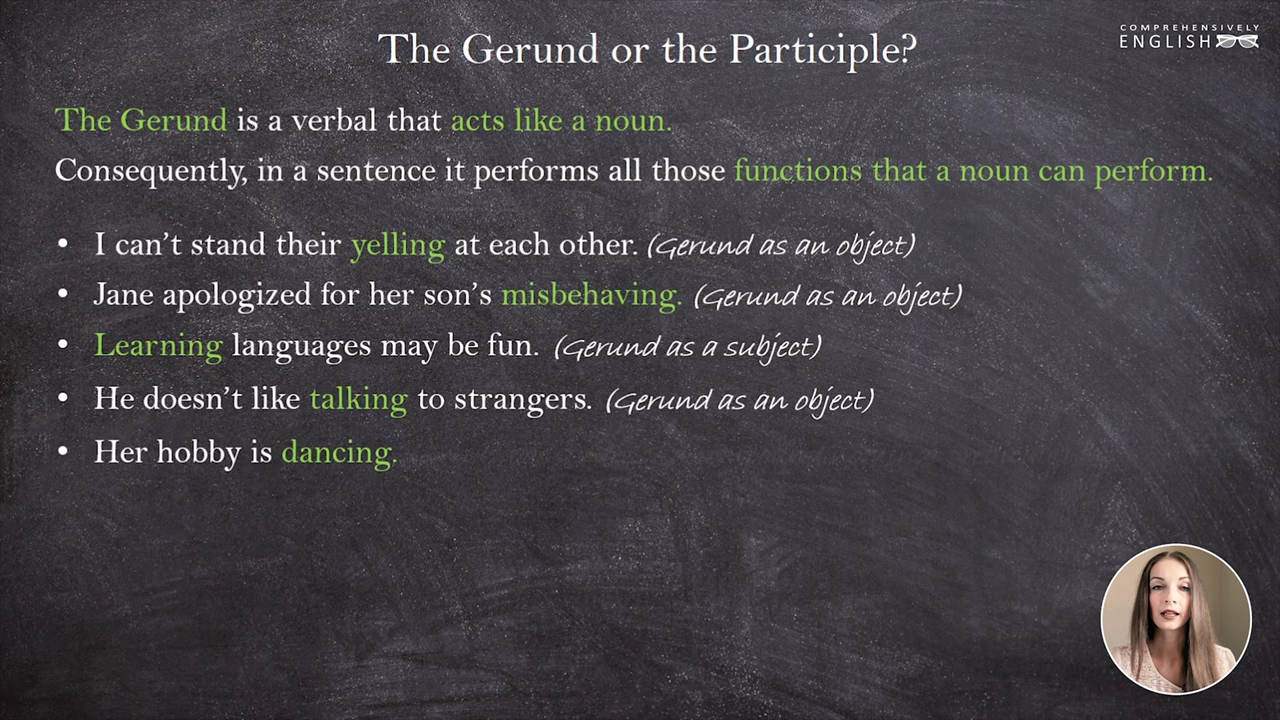 The Gerund or the Participle?
COMPREHENSIVELY
ENGLISH
The Gerund is a verbal that acts like a noun.
Consequently, in a sentence it performs all those functions that a noun can perform.
• I can't stand their yelling at each other. (Gerund as an object)
• Jane apologized for her son's misbehaving. (Gerund as an object)
• Learning languages may be fun. (Gerund as a subject)
• He doesn't like talking to strangers. (Gerund as an object)
• Her hobby is dancing.